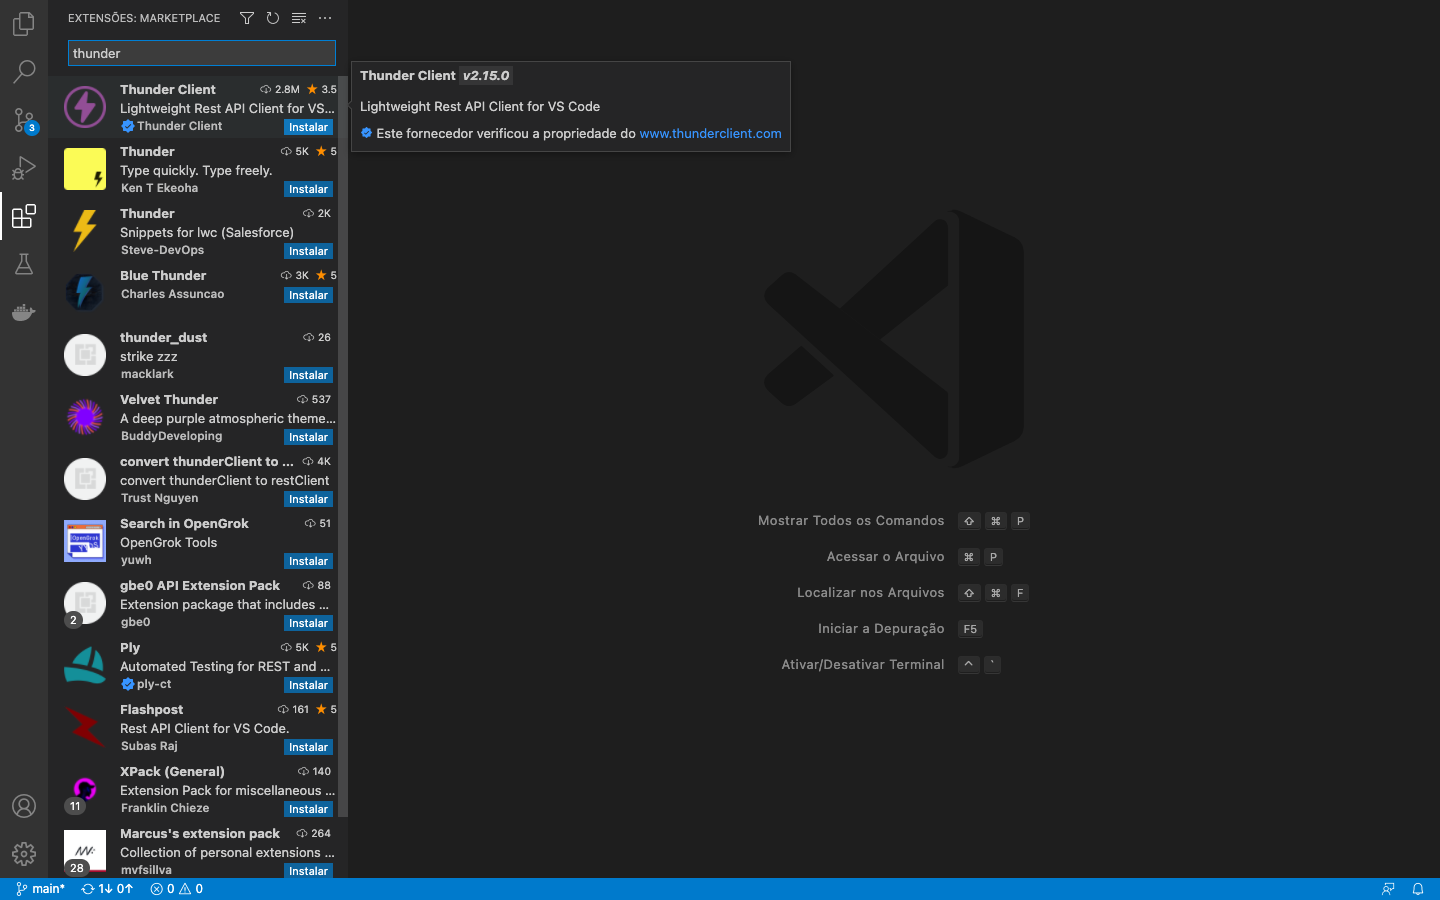 EXTENSÕES: MARKETPLACE
thunder
Thunder Client 2.8M 3.5
Lightweight Rest API Client for VS...
Thunder Client Instalar
Thunder 5K 5
Type quickly. Type freely.
Ken T Ekeoha Instalar
Thunder 2K
Snippets for lwc (Salesforce)
Steve-DevOps Instalar
Blue Thunder 3K 5
Charles Assuncao Instalar
thunder_dust 26
strike zzz
macklark Instalar
Velvet Thunder 537
A deep purple atmospheric theme...
BuddyDeveloping Instalar
convert thunderClient to ... 4K
convert thunderClient to restClient
Trust Nguyen Instalar
OpenGrok
Search in OpenGrok 51
OpenGrok Tools
yuwh Instalar
gbe0 API Extension Pack 88
Extension package that includes ...
2 gbe0 Instalar
Ply 5K 5
Automated Testing for REST and ...
ply-ct Instalar
Flashpost 161 5
Rest API Client for VS Code.
Subas Raj Instalar
XPack (General) 140
Extension Pack for miscellaneous ...
11 Franklin Chieze Instalar
Marcus's extension pack 264
Collection of personal extensions ...
28 mvfsillva Instalar
3
Thunder Client v2.15.0
Lightweight Rest API Client for VS Code
Este fornecedor verificou a propriedade do www.thunderclient.com
Mostrar Todos os Comandos ⇧ ⌘ P
Acessar o Arquivo ⌘ P
Localizar nos Arquivos ⇧ ⌘ F
Iniciar a Depuração F5
Ativar/Desativar Terminal ^ `
main* 1↓ 0↑ 0 0